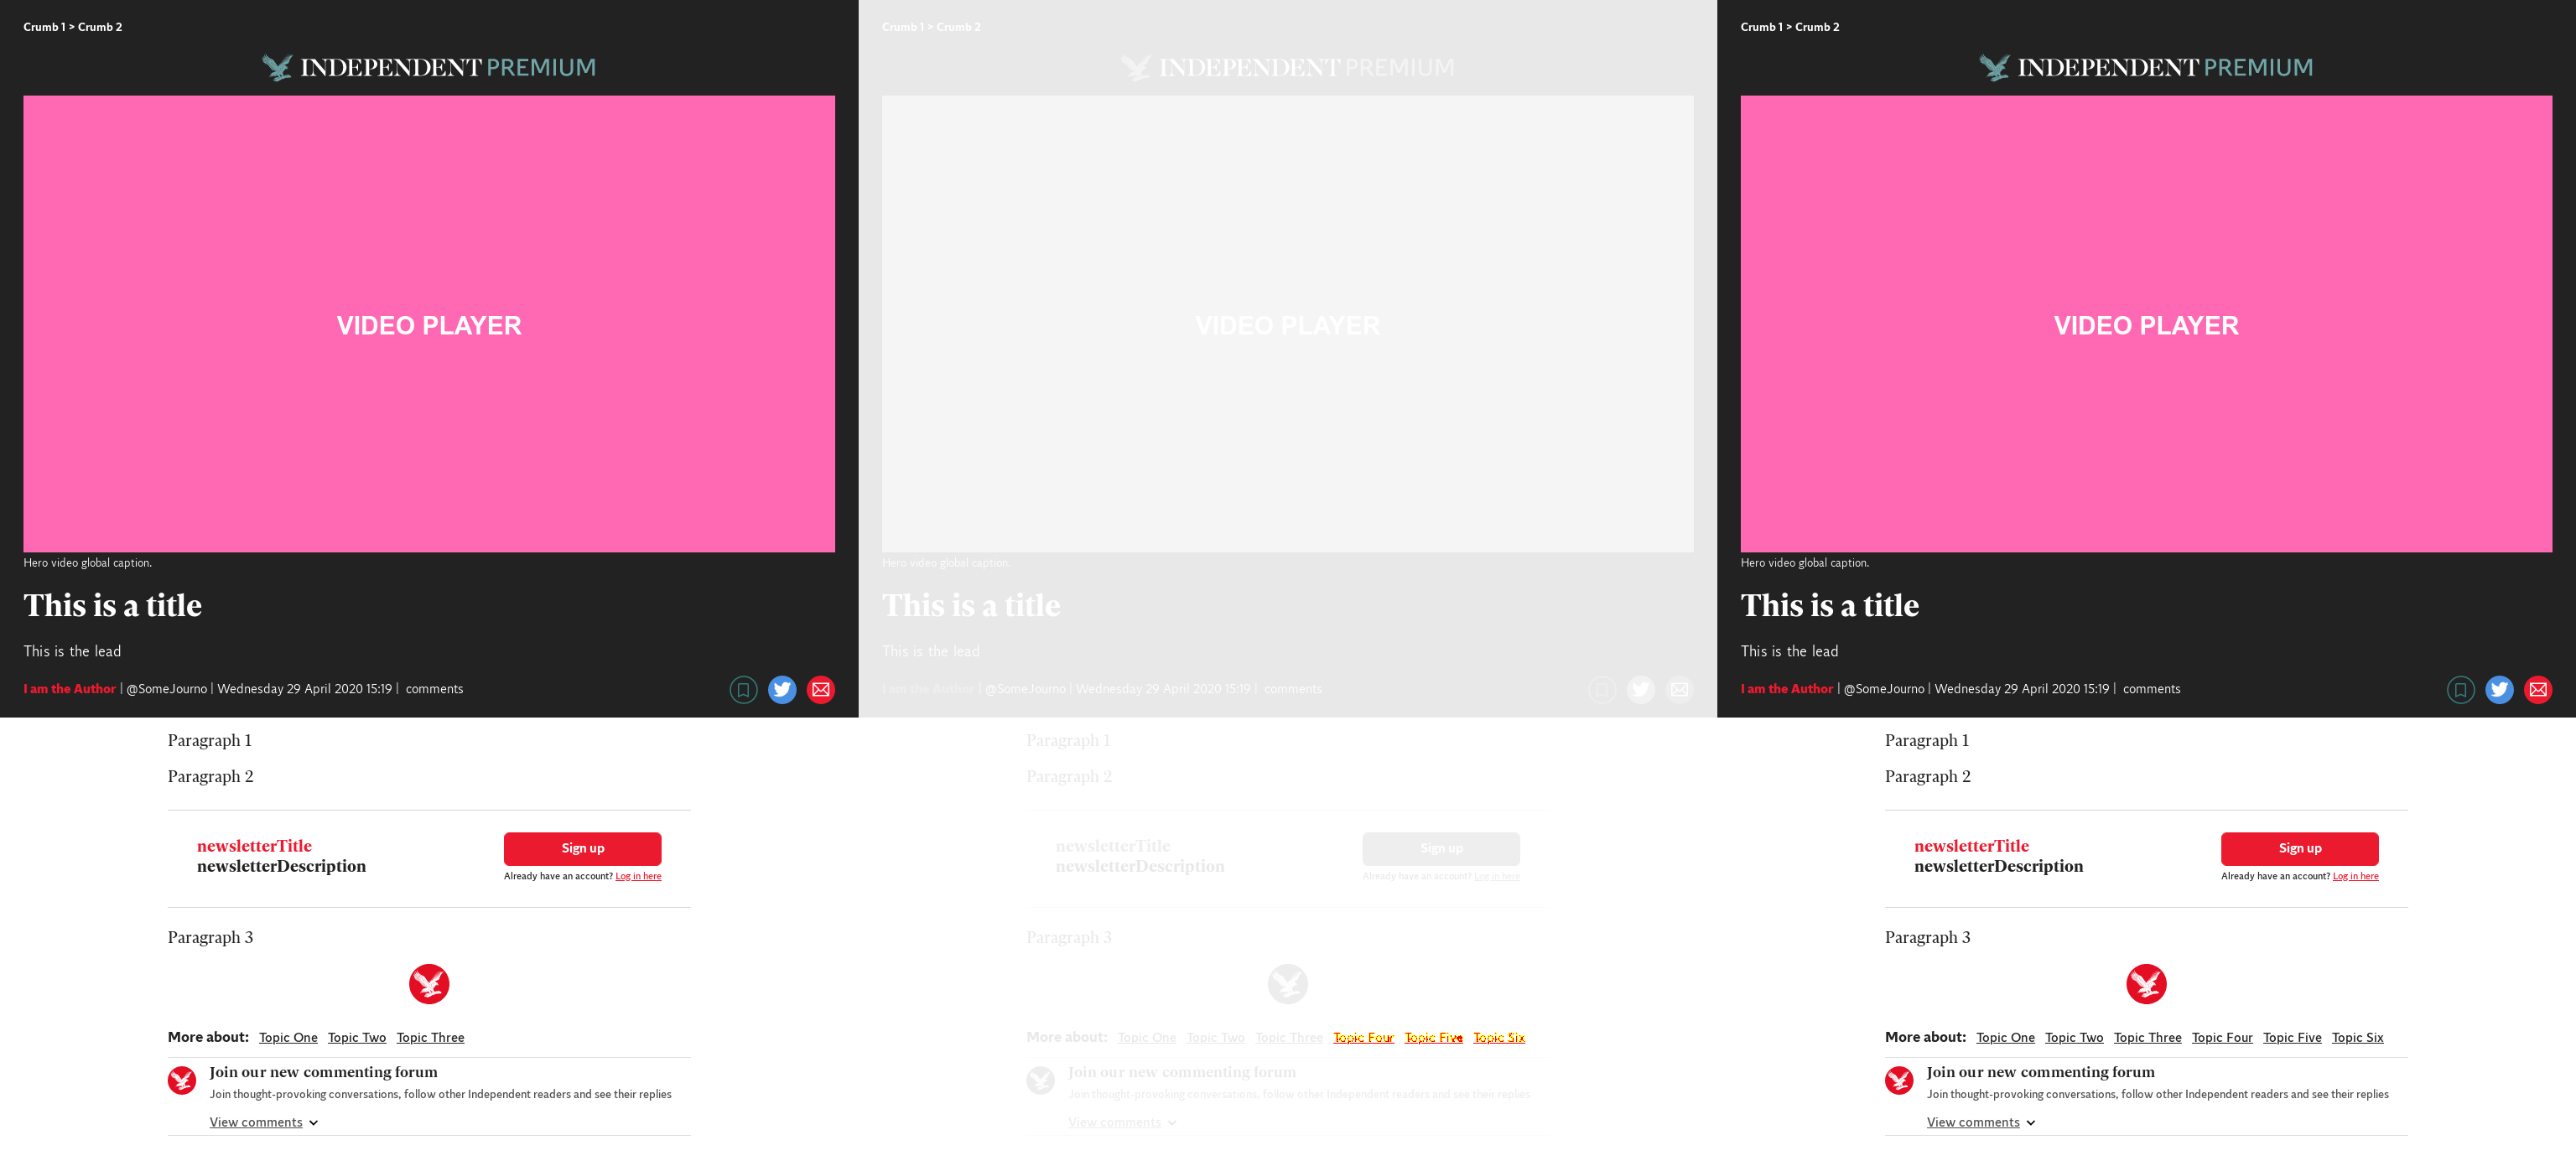 Crumb 1 > Crumb 2
INDEPENDENT PREMIUM
VIDEO PLAYER
Hero video global caption.
This is a title
This is the lead
I am the Author | @SomeJourno | Wednesday 29 April 2020 15:19 | comments
Paragraph 1
Paragraph 2
newsletterTitle
newsletterDescription
Sign up
Already have an account? Log in here
Paragraph 3
More about: Topic One Topic Two Topic Three
Join our new commenting forum
Join thought-provoking conversations, follow other Independent readers and see their replies
View comments
Crumb 1 > Crumb 2
INDEPENDENT PREMIUM
VIDEO PLAYER
Hero video global caption.
This is a title
This is the lead
I am the Author | @SomeJourno | Wednesday 29 April 2020 15:19 | comments
Paragraph 1
Paragraph 2
newsletterTitle
newsletterDescription
Sign up
Already have an account? Log in here
Paragraph 3
More about: Topic One Topic Two Topic Three Topic Four Topic Five Topic Six
Join our new commenting forum
Join thought-provoking conversations, follow other Independent readers and see their replies
View comments
Crumb 1 > Crumb 2
INDEPENDENT PREMIUM
VIDEO PLAYER
Hero video global caption.
This is a title
This is the lead
I am the Author | @SomeJourno | Wednesday 29 April 2020 15:19 | comments
Paragraph 1
Paragraph 2
newsletterTitle
newsletterDescription
Sign up
Already have an account? Log in here
Paragraph 3
More about: Topic One Topic Two Topic Three Topic Four Topic Five Topic Six
Join our new commenting forum
Join thought-provoking conversations, follow other Independent readers and see their replies
View comments